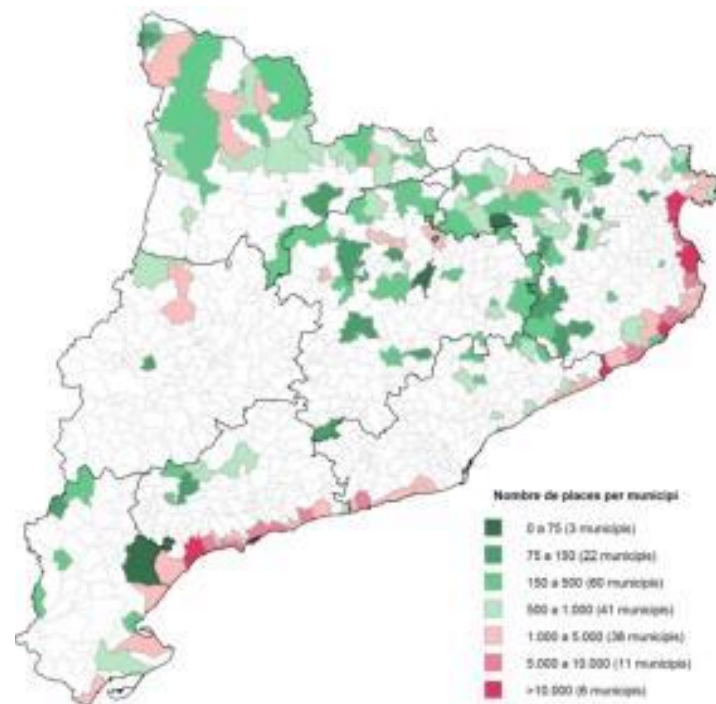 Nombre de places per municipi
0 a 75 (3 municipis)
75 a 150 (22 municipis)
150 a 500 (60 municipis)
500 a 1.000 (41 municipis)
1.000 a 5.000 (38 municipis)
5.000 a 10.000 (11 municipis)
>10.000 (6 municipis)